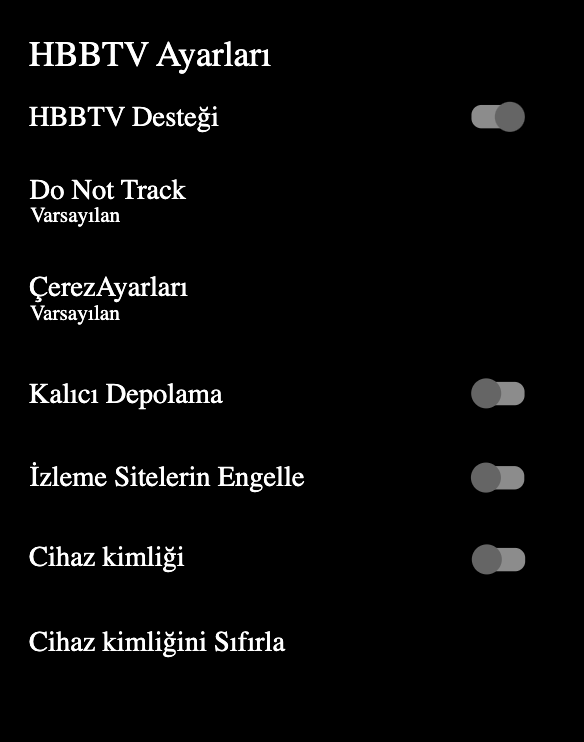 HBBTV Ayarları
HBBTV Desteği
Do Not Track
Varsayılan
ÇerezAyarları
Varsayılan
Kalıcı Depolama
İzleme Sitelerin Engelle
Cihaz kimliği
Cihaz kimliğini Sıfırla